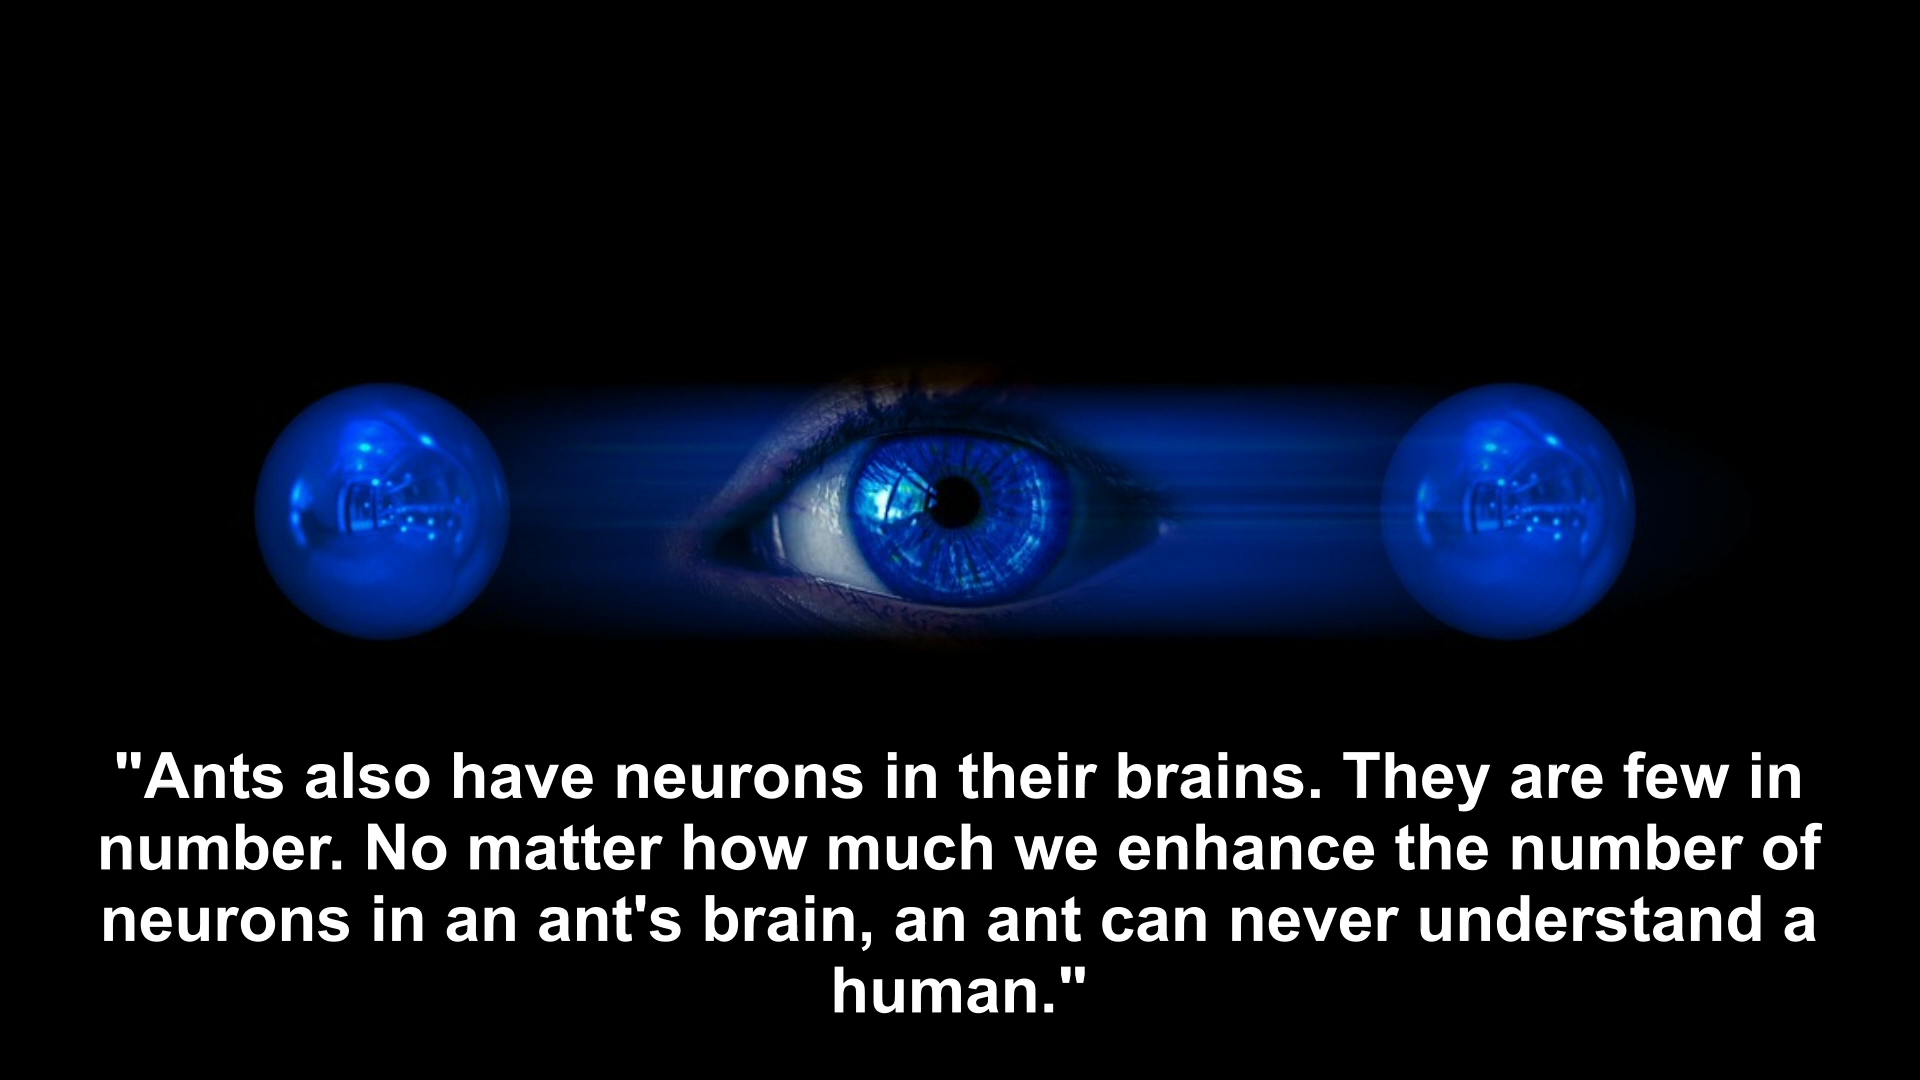 "Ants also have neurons in their brains. They are few in
number. No matter how much we enhance the number of
neurons in an ant's brain, an ant can never understand a
human."